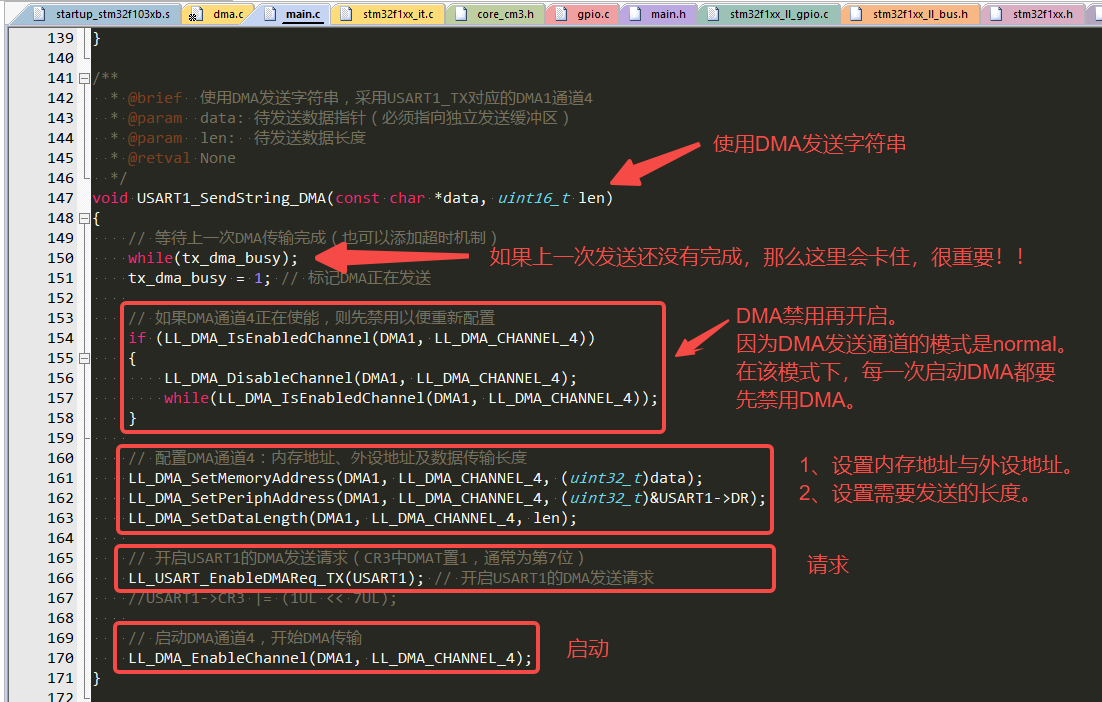 startup_stm32f103xb.s dma.c main.c stm32f1xx_it.c core_cm3.h gpio.c main.h stm32f1xx_ll_gpio.c stm32f1xx_ll_bus.h stm32f1xx.h
139 }
140
141 /**
142 * @brief 使用DMA发送字符串，采用USART1_TX对应的DMA1通道4
143 * @param data: 待发送数据指针（必须指向独立发送缓冲区）
144 * @param len: 待发送数据长度
145 * @retval None
146 */
使用DMA发送字符串
147 void USART1_SendString_DMA(const char *data, uint16_t len)
148 {
149 // 等待上一次DMA传输完成（也可以添加超时机制）
150 while(tx_dma_busy);
如果上一次发送还没有完成，那么这里会卡住，很重要！！
151 tx_dma_busy = 1; // 标记DMA正在发送
152
153 // 如果DMA通道4正在使能，则先禁用以便重新配置
154 if (LL_DMA_IsEnabledChannel(DMA1, LL_DMA_CHANNEL_4))
155 {
156 LL_DMA_DisableChannel(DMA1, LL_DMA_CHANNEL_4);
157 while(LL_DMA_IsEnabledChannel(DMA1, LL_DMA_CHANNEL_4));
158 }
DMA禁用再开启。
因为DMA发送通道的模式是normal。
在该模式下，每一次启动DMA都要
先禁用DMA。
159
160 // 配置DMA通道4：内存地址、外设地址及数据传输长度
161 LL_DMA_SetMemoryAddress(DMA1, LL_DMA_CHANNEL_4, (uint32_t)data);
162 LL_DMA_SetPeriphAddress(DMA1, LL_DMA_CHANNEL_4, (uint32_t)&USART1->DR);
163 LL_DMA_SetDataLength(DMA1, LL_DMA_CHANNEL_4, len);
1、设置内存地址与外设地址。
2、设置需要发送的长度。
164
165 // 开启USART1的DMA发送请求（CR3中DMAT置1，通常为第7位）
166 LL_USART_EnableDMAReq_TX(USART1); // 开启USART1的DMA发送请求
请求
167 //USART1->CR3 |= (1UL << 7UL);
168
169 // 启动DMA通道4，开始DMA传输
170 LL_DMA_EnableChannel(DMA1, LL_DMA_CHANNEL_4);
启动
171 }
172